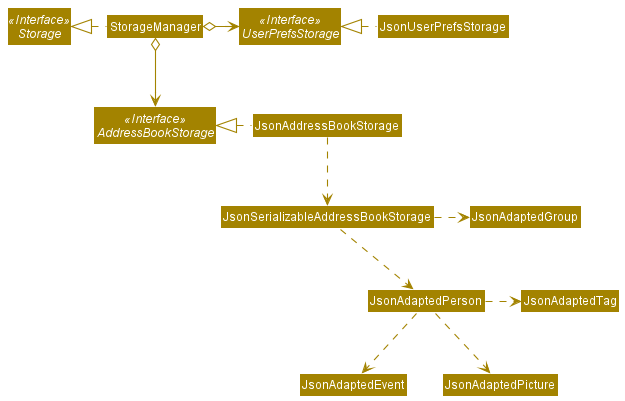 «Interface»
Storage
StorageManager
«Interface»
UserPrefsStorage
JsonUserPrefsStorage
«Interface»
AddressBookStorage
JsonAddressBookStorage
JsonSerializableAddressBookStorage
JsonAdaptedGroup
JsonAdaptedPerson
JsonAdaptedTag
JsonAdaptedEvent
JsonAdaptedPicture